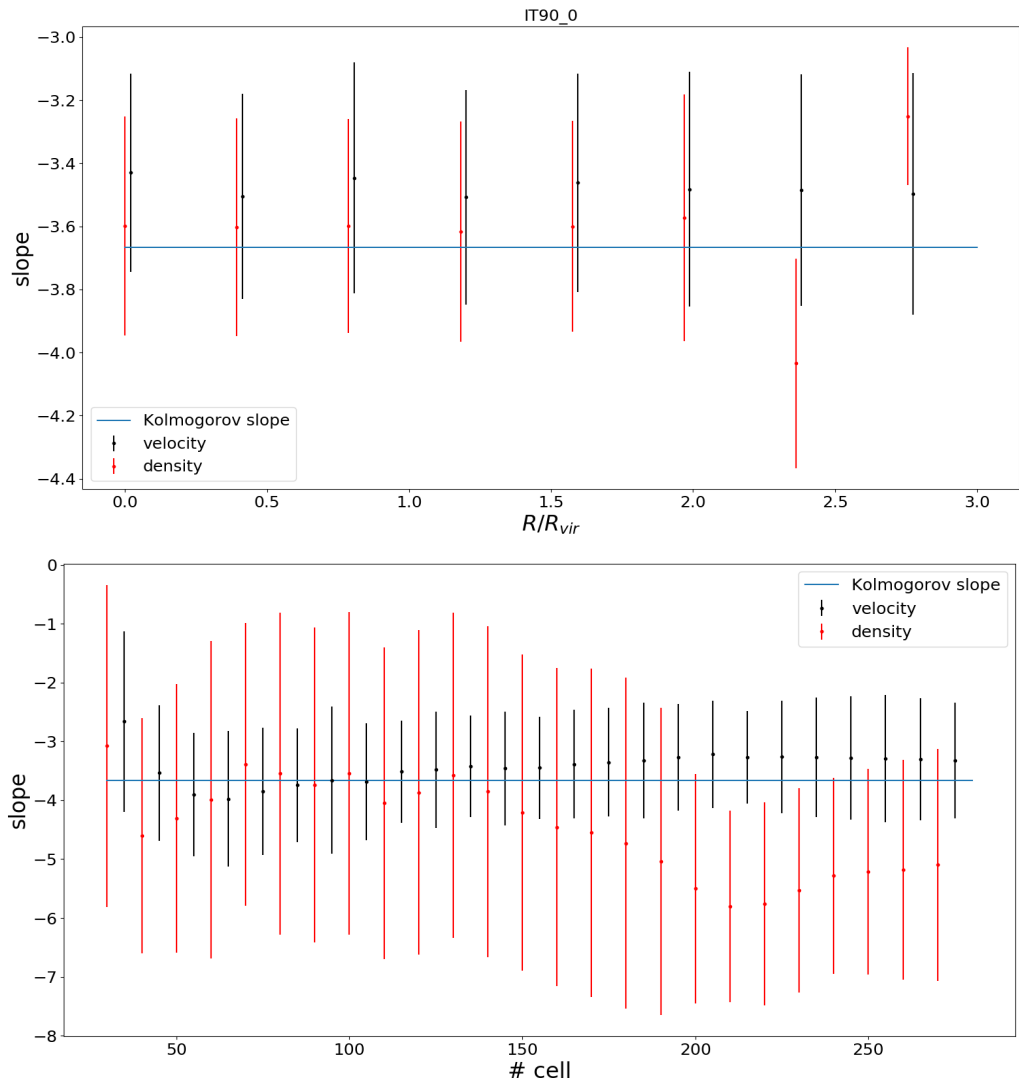 IT90_0
−3.0
−3.2
−3.4
−3.6
−3.8
−4.0
−4.2
−4.4
slope
Kolmogorov slope
velocity
density
0.0 0.5 1.0 1.5 2.0 2.5 3.0
R/R_vir
0
−1
−2
−3
−4
−5
−6
−7
−8
slope
Kolmogorov slope
velocity
density
50 100 150 200 250
# cell